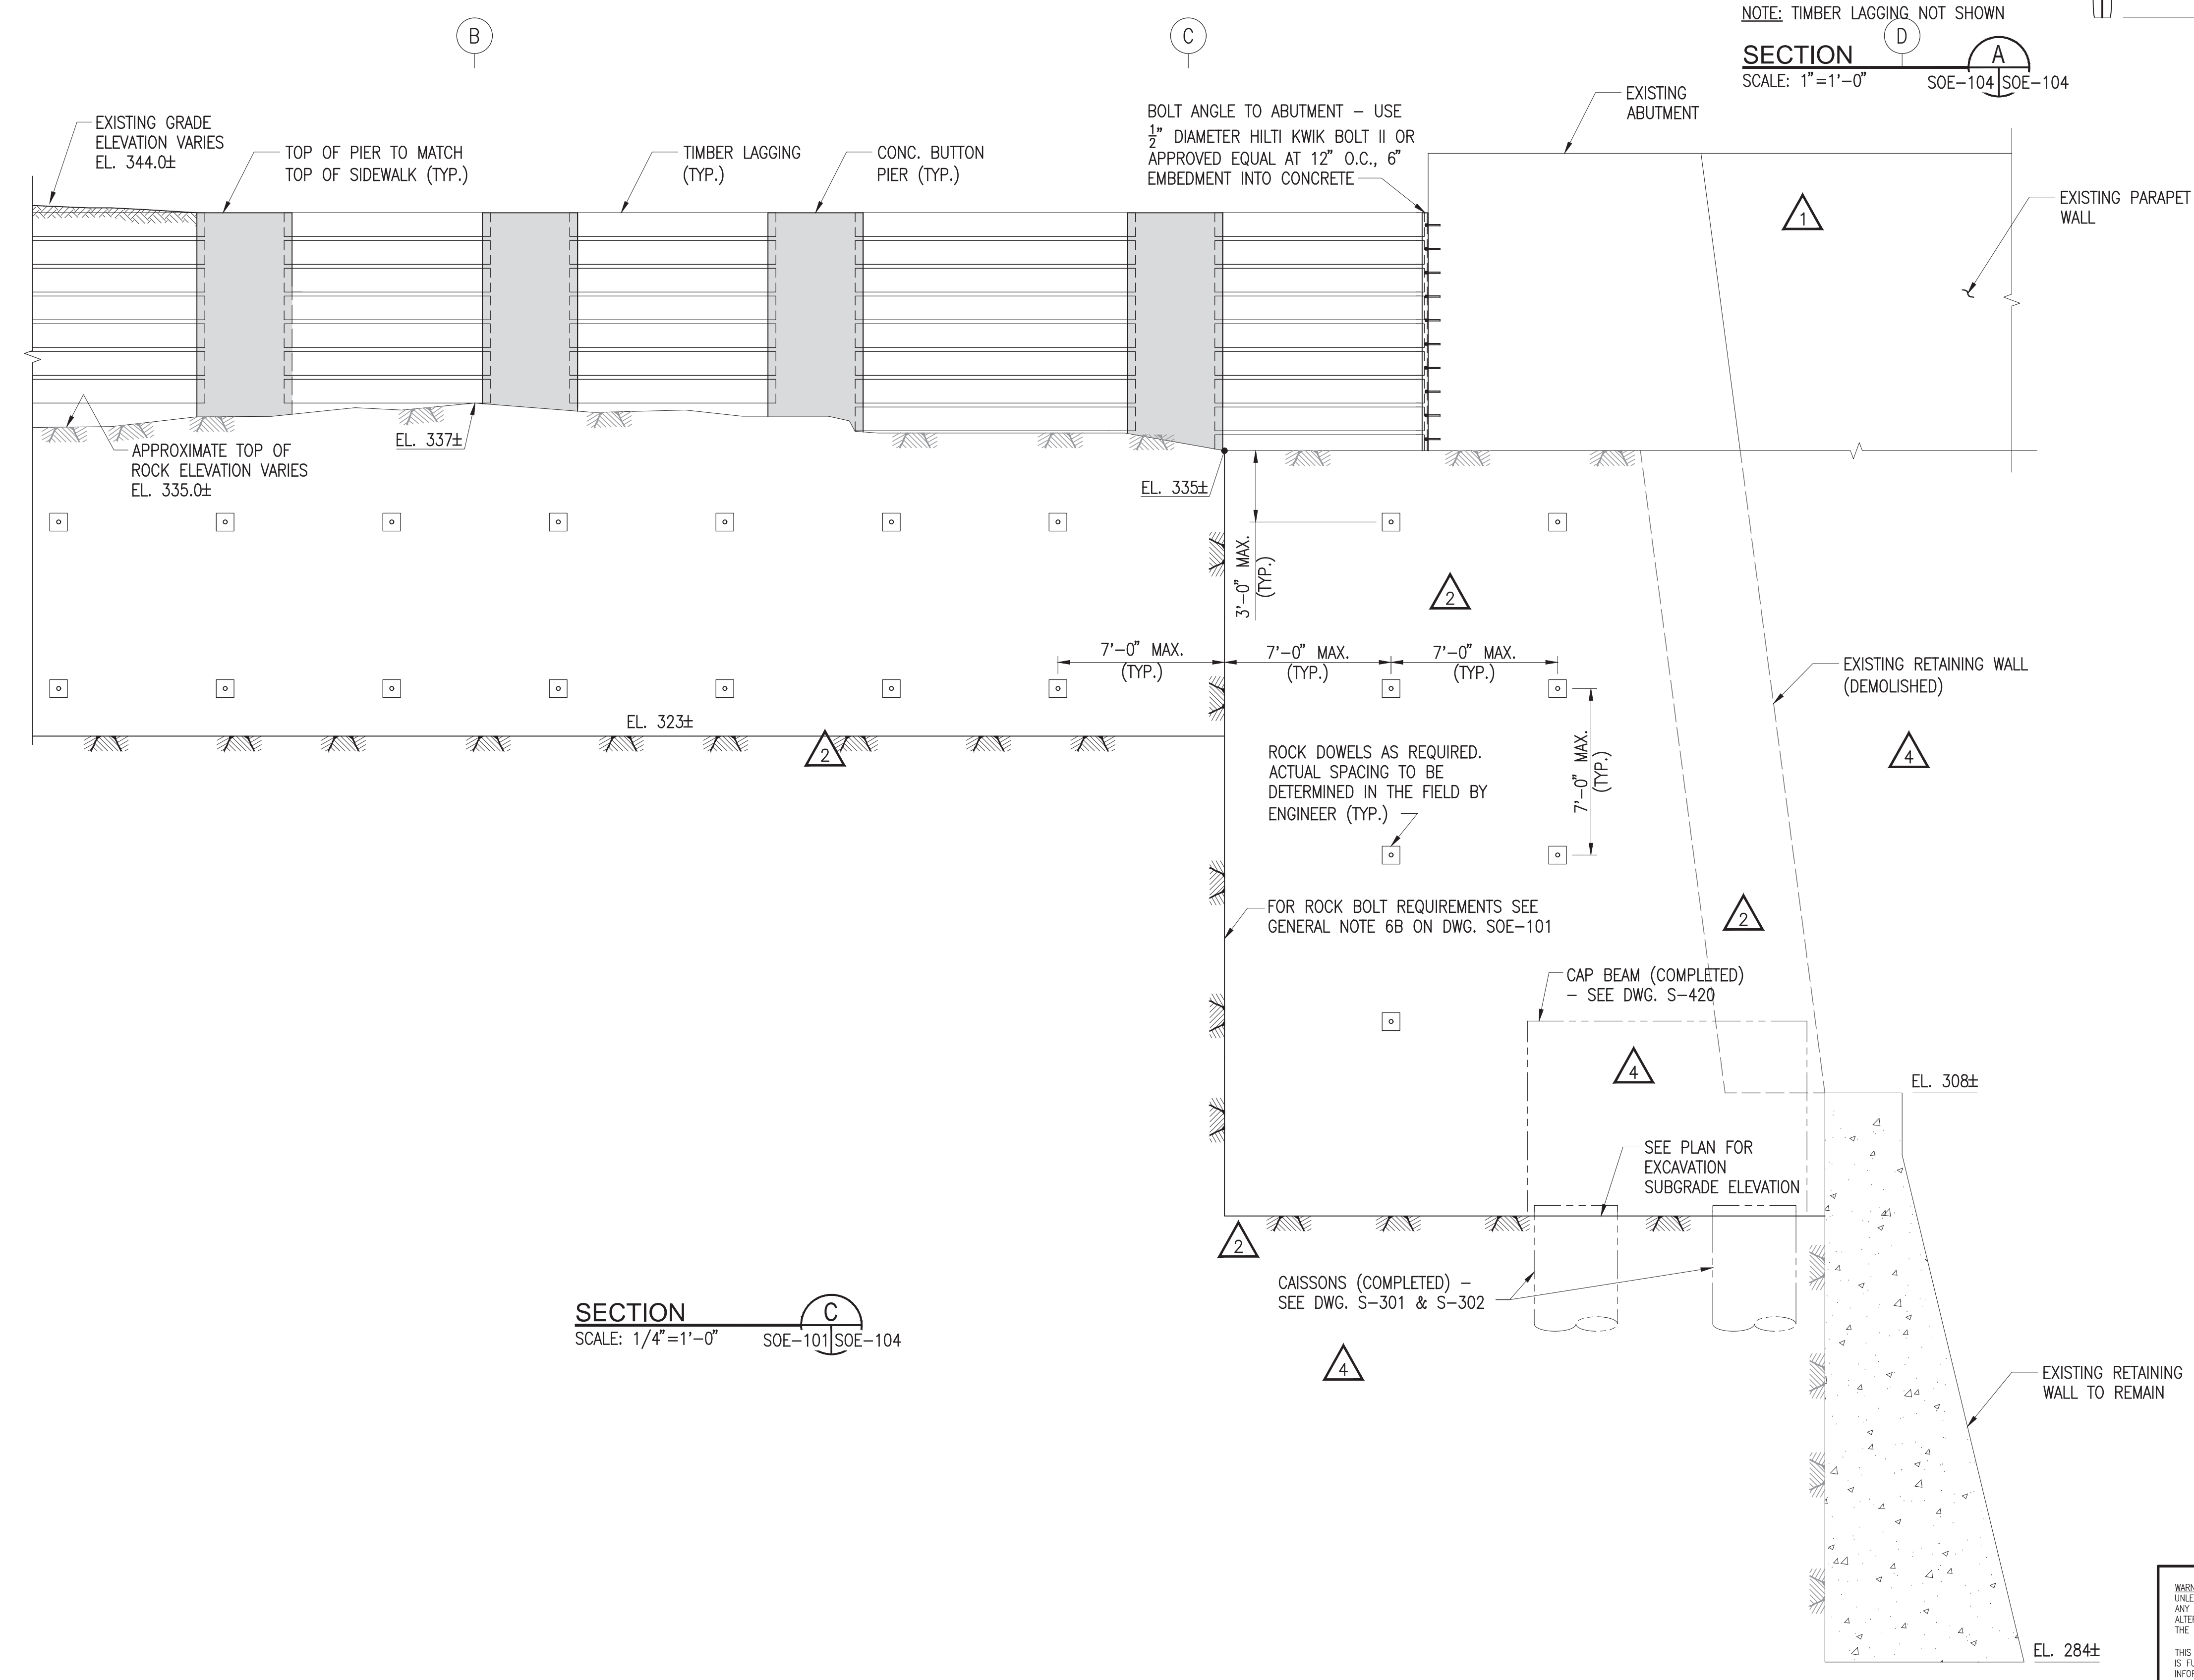 NOTE: TIMBER LAGGING NOT SHOWN
B
C
D
SECTION
A
SCALE: 1"=1'-0"
SOE-104 SOE-104
EXISTING GRADE
ELEVATION VARIES
EL. 344.0±
TOP OF PIER TO MATCH
TOP OF SIDEWALK (TYP.)
TIMBER LAGGING
(TYP.)
CONC. BUTTON
PIER (TYP.)
BOLT ANGLE TO ABUTMENT – USE
1/2" DIAMETER HILTI KWIK BOLT II OR
APPROVED EQUAL AT 12" O.C., 6"
EMBEDMENT INTO CONCRETE
EXISTING
ABUTMENT
1
EXISTING PARAPET
WALL
APPROXIMATE TOP OF
ROCK ELEVATION VARIES
EL. 335.0±
EL. 337±
EL. 335±
3'-0" MAX.
(TYP.)
2
7'-0" MAX.
(TYP.)
7'-0" MAX.
(TYP.)
7'-0" MAX.
(TYP.)
EXISTING RETAINING WALL
(DEMOLISHED)
4
EL. 323±
2
ROCK DOWELS AS REQUIRED.
ACTUAL SPACING TO BE
DETERMINED IN THE FIELD BY
ENGINEER (TYP.)
7'-0" MAX.
(TYP.)
FOR ROCK BOLT REQUIREMENTS SEE
GENERAL NOTE 6B ON DWG. SOE-101
2
CAP BEAM (COMPLETED)
– SEE DWG. S-420
4
EL. 308±
SEE PLAN FOR
EXCAVATION
SUBGRADE ELEVATION
2
CAISSONS (COMPLETED) –
SEE DWG. S-301 & S-302
SECTION
C
SCALE: 1/4"=1'-0"
SOE-101 SOE-104
4
EXISTING RETAINING
WALL TO REMAIN
EL. 284±
ANY
THE
THIS